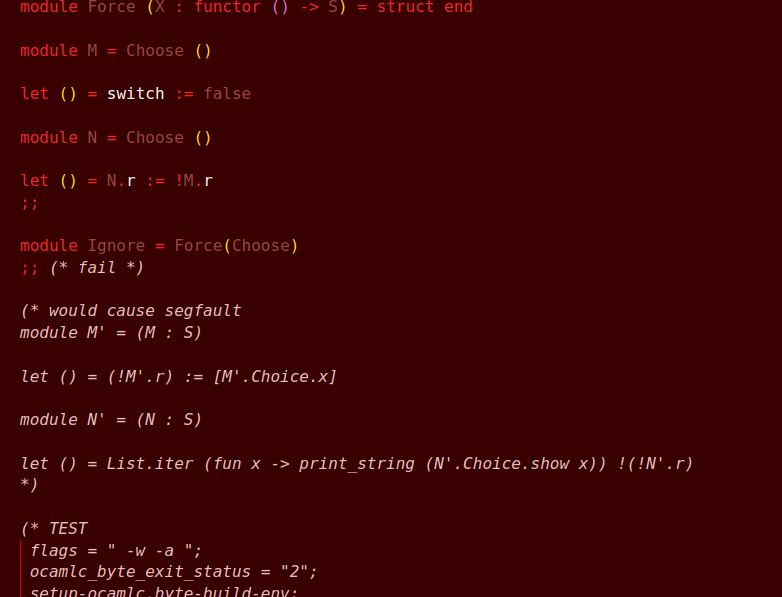 module Force (X : functor () -> S) = struct end
module M = Choose ()
let () = switch := false
module N = Choose ()
let () = N.r := !M.r
;;
module Ignore = Force(Choose)
;; (* fail *)
(* would cause segfault
module M' = (M : S)
let () = (!M'.r) := [M'.Choice.x]
module N' = (N : S)
let () = List.iter (fun x -> print_string (N'.Choice.show x)) !(!N'.r)
*)
(* TEST
flags = " -w -a ";
ocamlc_byte_exit_status = "2";
setup-ocamlc.byte-build-env;